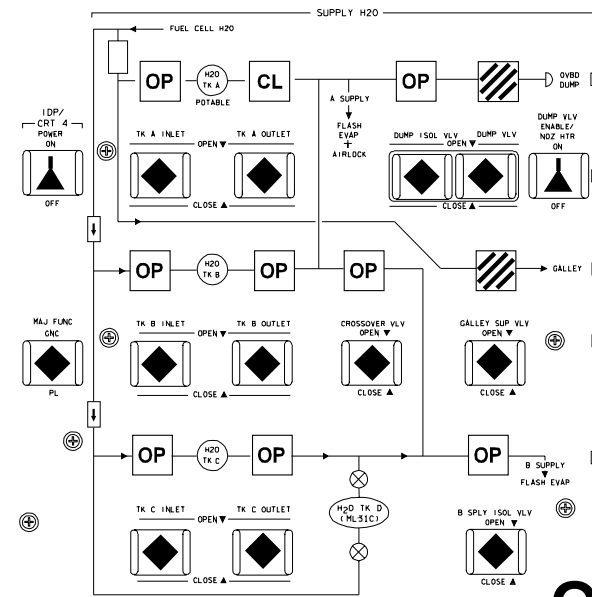 SUPPLY H2O
FUEL CELL H2O
OP
H2O
TK A
CL
OP
OVBD
DUMP
POTABLE
A SUPPLY
FLASH
EVAP
+
AIRLOCK
IDP/
CRT 4
POWER
ON
OFF
TK A INLET
TK A OUTLET
OPEN ▼
CLOSE ▲
DUMP ISOL VLV
DUMP VLV
OPEN ▼
CLOSE ▲
DUMP VLV
ENABLE/
NOZ HTR
ON
OFF
OP
H2O
TK B
OP
OP
GALLEY
MAJ FUNC
GNC
PL
TK B INLET
TK B OUTLET
OPEN ▼
CLOSE ▲
CROSSOVER VLV
OPEN ▼
CLOSE ▲
GALLEY SUP VLV
OPEN ▼
CLOSE ▲
OP
H2O
TK C
OP
OP
B SUPPLY
FLASH EVAP
H2O TK D
(ML31C)
TK C INLET
TK C OUTLET
OPEN ▼
CLOSE ▲
B SPLY ISOL VLV
OPEN ▼
CLOSE ▲